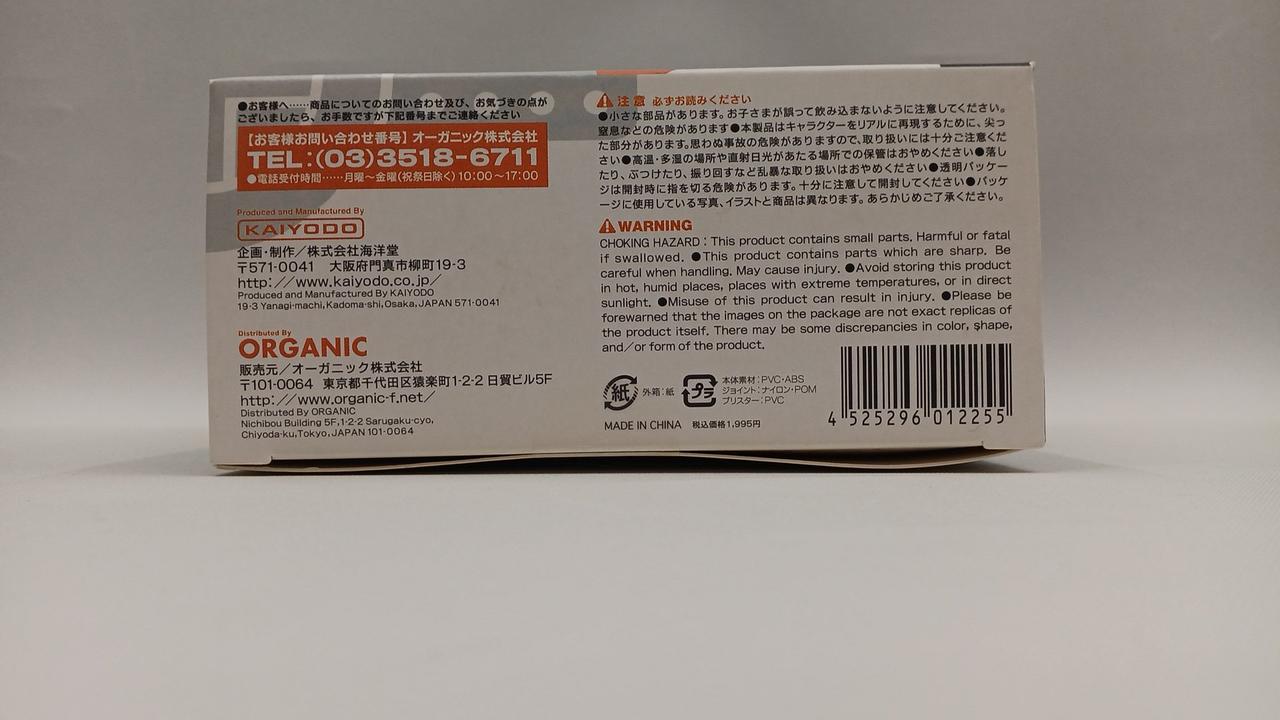 ●お客様へ……商品についてのお問い合わせ及び、お気づきの点が
ございましたら、お手数ですが下記番号までご連絡ください
【お客様お問い合わせ番号】オーガニック株式会社
TEL：(03)3518-6711
●電話受付時間……月曜〜金曜(祝祭日除く)10：00〜17：00
Produced and Manufactured By
KAIYODO
企画・制作／株式会社海洋堂
〒571-0041 大阪府門真市柳町19-3
http://www.kaiyodo.co.jp/
Produced and Manufactured By KAIYODO
19-3 Yanagi-machi, Kadoma-shi, Osaka, JAPAN 571-0041
Distributed By
ORGANIC
販売元／オーガニック株式会社
〒101-0064 東京都千代田区猿楽町1-2-2 日貿ビル5F
http://www.organic-f.net/
Distributed By ORGANIC
Nichibou Building 5F, 1-2-2 Sarugaku-cyo,
Chiyoda-ku, Tokyo, JAPAN 101-0064
注意 必ずお読みください
●小さな部品があります。お子さまが誤って飲み込まないように注意してください。
窒息などの危険があります●本製品はキャラクターをリアルに再現するために、尖っ
た部分があります。思わぬ事故の危険がありますので、取り扱いには十分ご注意くだ
さい●高温・多湿の場所や直射日光があたる場所での保管はおやめください●落し
たり、ぶつけたり、振り回すなど乱暴な取り扱いはおやめください●透明パッケー
ジは開封時に指を切る危険があります。十分に注意して開封してください●パッケ
ージに使用している写真、イラストと商品は異なります。あらかじめご了承ください。
WARNING
CHOKING HAZARD : This product contains small parts. Harmful or fatal
if swallowed. ●This product contains parts which are sharp. Be
careful when handling. May cause injury. ●Avoid storing this product
in hot, humid places, places with extreme temperatures, or in direct
sunlight. ●Misuse of this product can result in injury. ●Please be
forewarned that the images on the package are not exact replicas of
the product itself. There may be some discrepancies in color, shape,
and/or form of the product.
紙 外箱：紙
プラ 本体素材：PVC・ABS
ジョイント：ナイロン・POM
ブリスター：PVC
MADE IN CHINA 税込価格1,995円
4 525296 012255